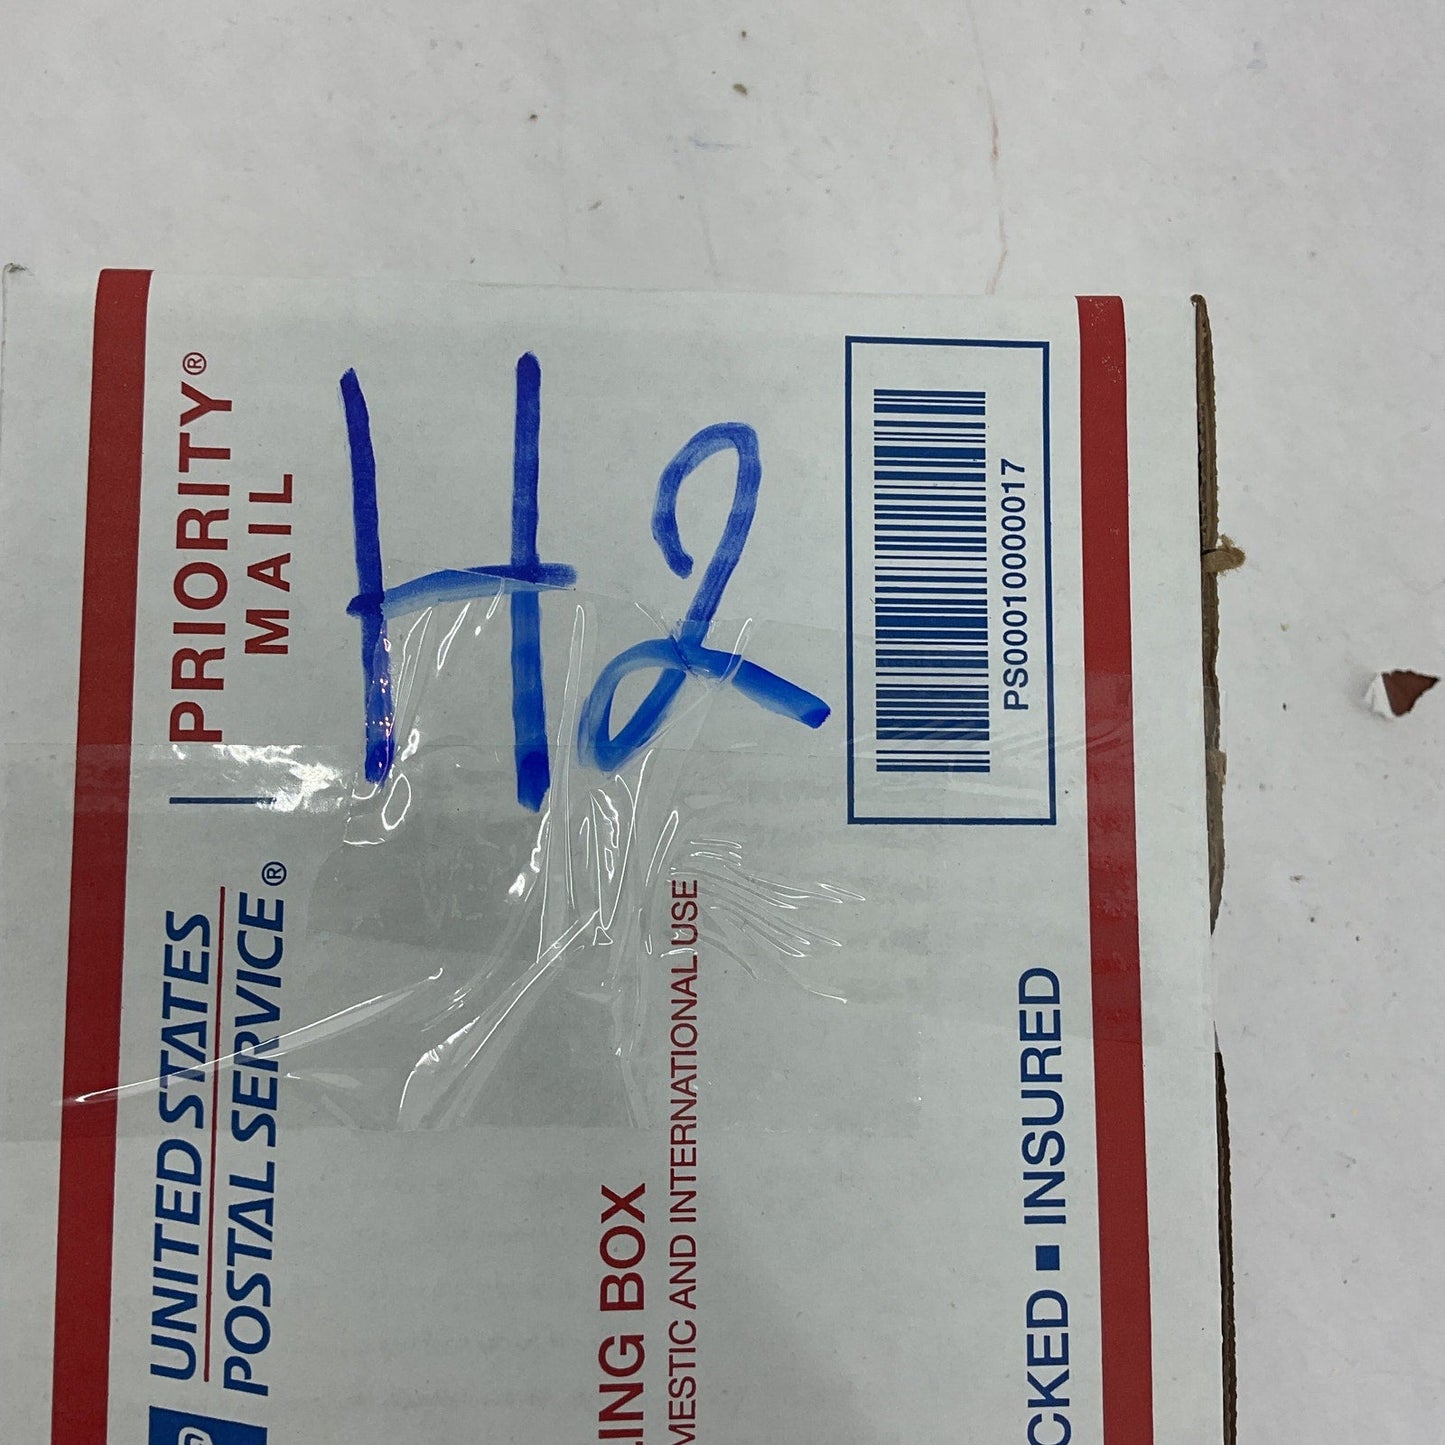 H2
PRIORITY®
MAIL
UNITED STATES
POSTAL SERVICE®
PS00010000017
LING BOX
MESTIC AND INTERNATIONAL USE
CKED ■ INSURED